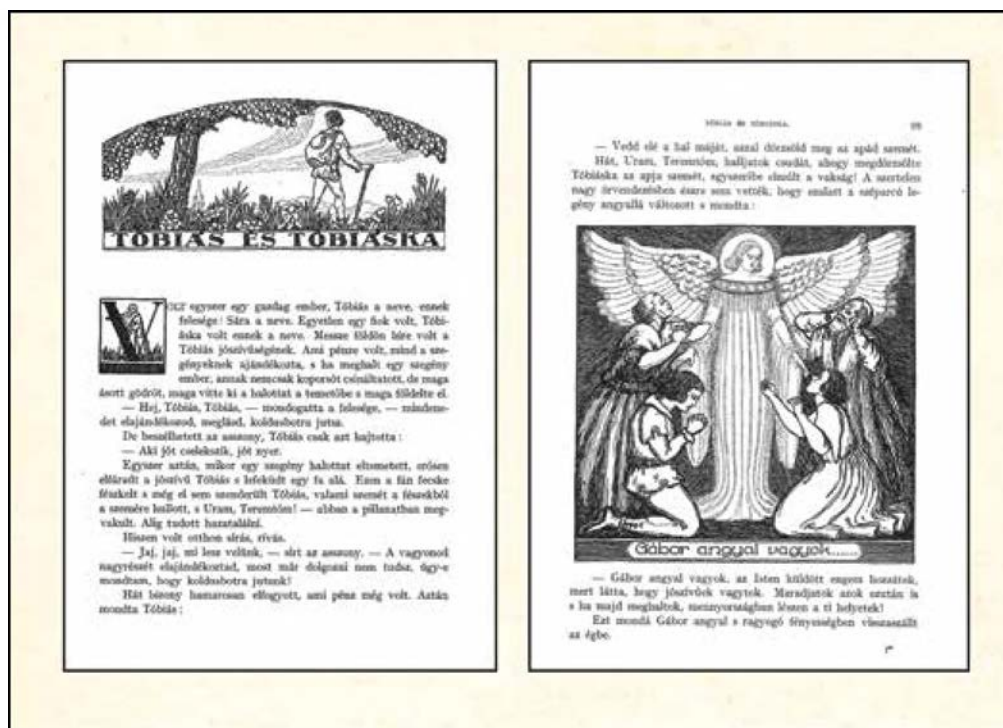 TÓBIÁS ÉS TÓBIÁSKA
VOLT egyszer egy gazdag ember, Tóbiás a neve, ennek
felesége! Sára a neve. Egyetlen egy fiok volt, Tóbi-
áska volt ennek a neve. Messze földön híre volt a
Tóbiás jószívűségének. Ami pénze volt, mind a sze-
gényeknek ajándékozta, s ha meghalt egy szegény
ember, annak nemcsak koporsót csináltatott, de maga
ásott gödröt, maga vitte ki a halottat a temetőbe s maga földelte el.
— Hej, Tóbiás, Tóbiás, — mondogatta a felesége, — mindene-
det elajándékozod, meglásd, koldusbotra jutsz.
De beszélhetett az asszony, Tóbiás csak azt hajtotta:
— Aki jót cselekszik, jót nyer.
Egyszer aztán, mikor egy szegény halottat eltemetett, erősen
elfáradt a jószívű Tóbiás s lefeküdt egy fa alá. Ezen a fán fecske
fészkelt s még el sem szenderült Tóbiás, valami szemét a fészekből
a szemére hullott, s Uram, Teremtőm! — abban a pillanatban meg-
vakult. Alig tudott hazatalálni.
Hiszen volt otthon sírás, rívás.
— Jaj, jaj, mi lesz velünk, — sírt az asszony. — A vagyonod
nagyrészét elajándékoztad, most már dolgozni nem tudsz, úgy-e
mondtam, hogy koldusbotra jutunk!
Hát bizony hamarosan elfogyott, ami pénz még volt. Aztán
mondta Tóbiás:
TÓBIÁS ÉS TÓBIÁSKA.
— Vedd elé a hal máját, azzal dörzsöld meg az apád szemét.
Hát, Uram, Teremtőm, halljatok csudát, ahogy megdörzsölte
Tóbiáska az apja szemét, egyszeribe elmúlt a vakság! A szertelen
nagy örvendezésben észre sem vették, hogy emiatt a széparcú le-
gény angyallá változott s mondta:
Gábor angyal vagyok.....
— Gábor angyal vagyok, az Isten küldött engem hozzátok,
mert látta, hogy jószívűek vagytok. Maradjatok azok ezután is
s ha majd meghaltok, mennyországban lészen a ti helyetek!
Ezt mondá Gábor angyal s ragyogó fényességben visszaszállt
az égbe.